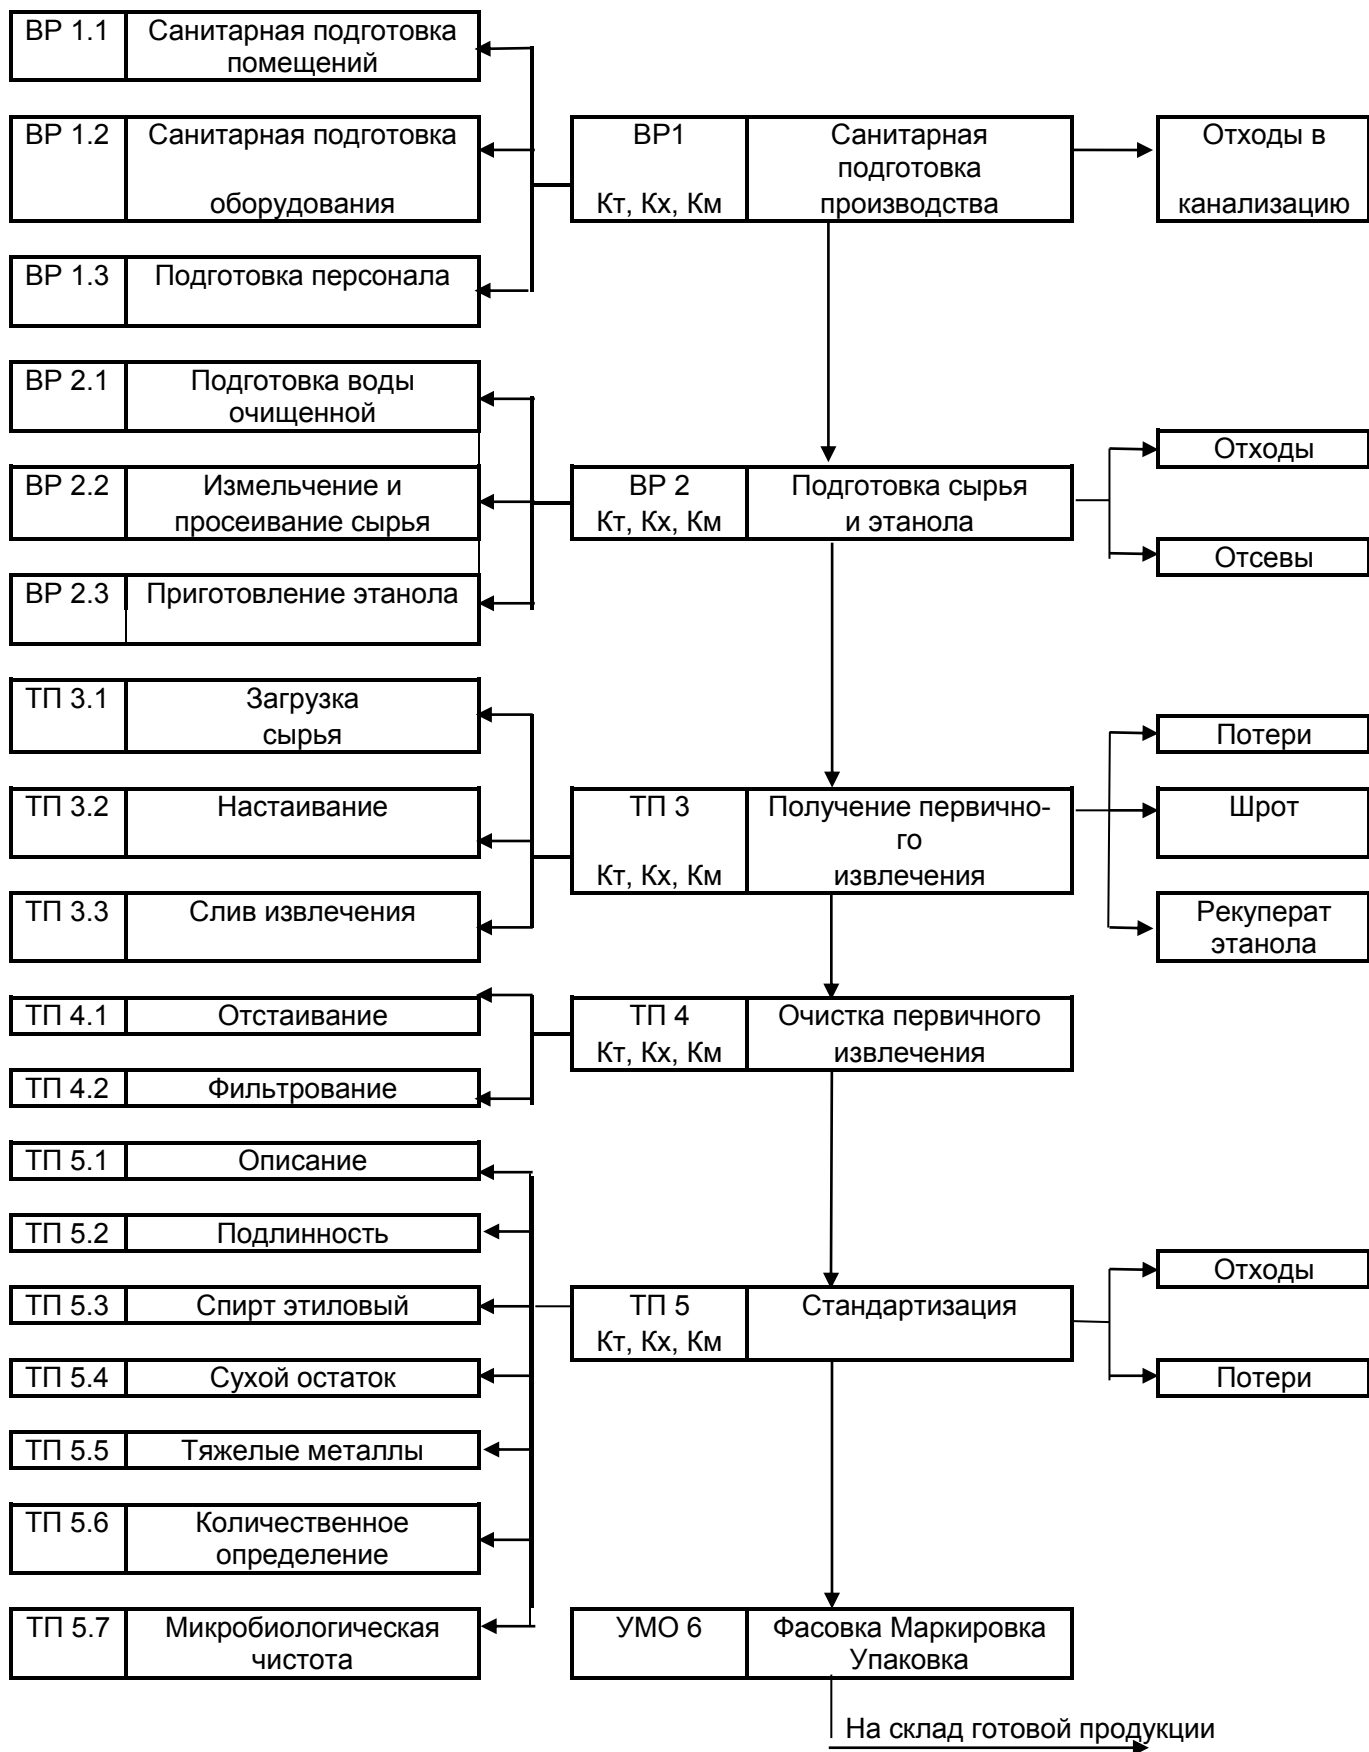 ВР 1.1
Санитарная подготовка
помещений
ВР 1.2
Санитарная подготовка
оборудования
ВР1
Кт, Кх, Км
Санитарная
подготовка
производства
Отходы в
канализацию
ВР 1.3
Подготовка персонала
ВР 2.1
Подготовка воды
очищенной
ВР 2.2
Измельчение и
просеивание сырья
ВР 2
Кт, Кх, Км
Подготовка сырья
и этанола
Отходы
Отсевы
ВР 2.3
Приготовление этанола
ТП 3.1
Загрузка
сырья
ТП 3.2
Настаивание
ТП 3
Кт, Кх, Км
Получение первично-
го
извлечения
Потери
Шрот
Рекуперат
этанола
ТП 3.3
Слив извлечения
ТП 4.1
Отстаивание
ТП 4
Кт, Кх, Км
Очистка первичного
извлечения
ТП 4.2
Фильтрование
ТП 5.1
Описание
ТП 5.2
Подлинность
ТП 5.3
Спирт этиловый
ТП 5
Кт, Кх, Км
Стандартизация
Отходы
Потери
ТП 5.4
Сухой остаток
ТП 5.5
Тяжелые металлы
ТП 5.6
Количественное
определение
ТП 5.7
Микробиологическая
чистота
УМО 6
Фасовка Маркировка
Упаковка
На склад готовой продукции